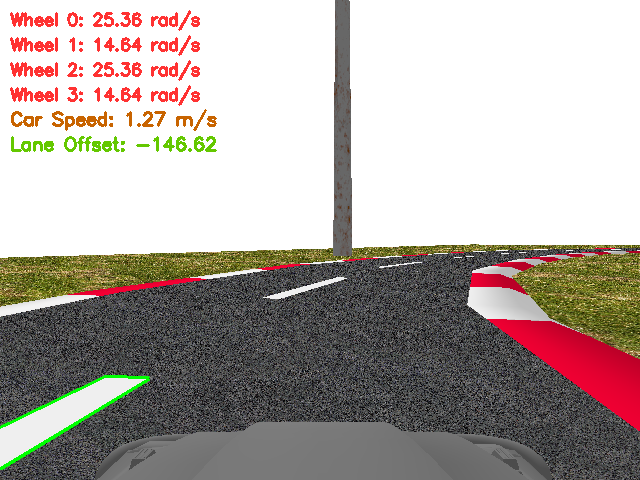 Wheel 0: 25.36 rad/s
Wheel 1: 14.64 rad/s
Wheel 2: 25.36 rad/s
Wheel 3: 14.64 rad/s
Car Speed: 1.27 m/s
Lane Offset: -146.62